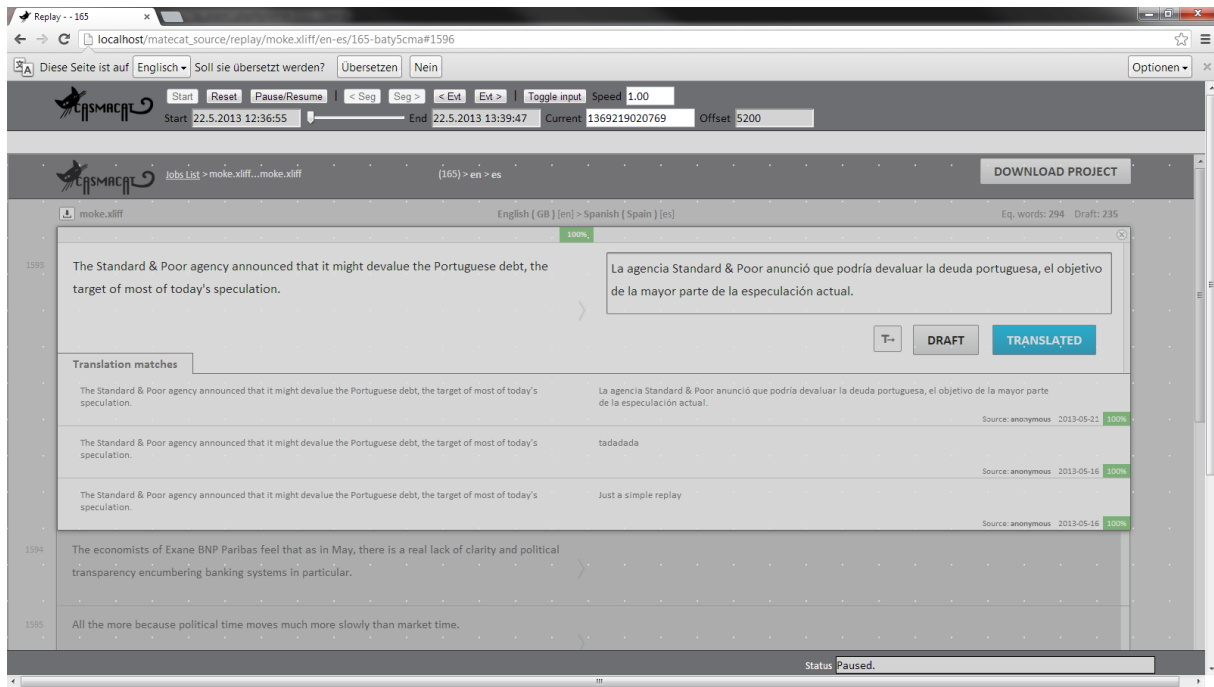 Replay - - 165
localhost/matecat_source/replay/moke.xliff/en-es/165-baty5cma#1596
Diese Seite ist auf Englisch Soll sie übersetzt werden? Übersetzen Nein Optionen
CASMACAT
Start Reset Pause/Resume | < Seg Seg > < Evt Evt > | Toggle input Speed 1.00
Start 22.5.2013 12:36:55 End 22.5.2013 13:39:47 Current 1369219020769 Offset 5200
CASMACAT Jobs List > moke.xliff...moke.xliff (165) > en > es DOWNLOAD PROJECT
moke.xliff English ( GB ) [en] > Spanish ( Spain ) [es] Eq. words: 294 Draft: 235
100%
The Standard & Poor agency announced that it might devalue the Portuguese debt, the
target of most of today's speculation.
La agencia Standard & Poor anunció que podría devaluar la deuda portuguesa, el objetivo
de la mayor parte de la especulación actual.
T→ DRAFT TRANSLATED
Translation matches
The Standard & Poor agency announced that it might devalue the Portuguese debt, the target of most of today's
speculation.
La agencia Standard & Poor anunció que podría devaluar la deuda portuguesa, el objetivo de la mayor parte
de la especulación actual.
Source: anonymous 2013-05-21 100%
The Standard & Poor agency announced that it might devalue the Portuguese debt, the target of most of today's
speculation.
tadadada
Source: anonymous 2013-05-16 100%
The Standard & Poor agency announced that it might devalue the Portuguese debt, the target of most of today's
speculation.
Just a simple replay
Source: anonymous 2013-05-16 100%
1594 The economists of Exane BNP Paribas feel that as in May, there is a real lack of clarity and political
transparency encumbering banking systems in particular.
1595 All the more because political time moves much more slowly than market time.
Status Paused.